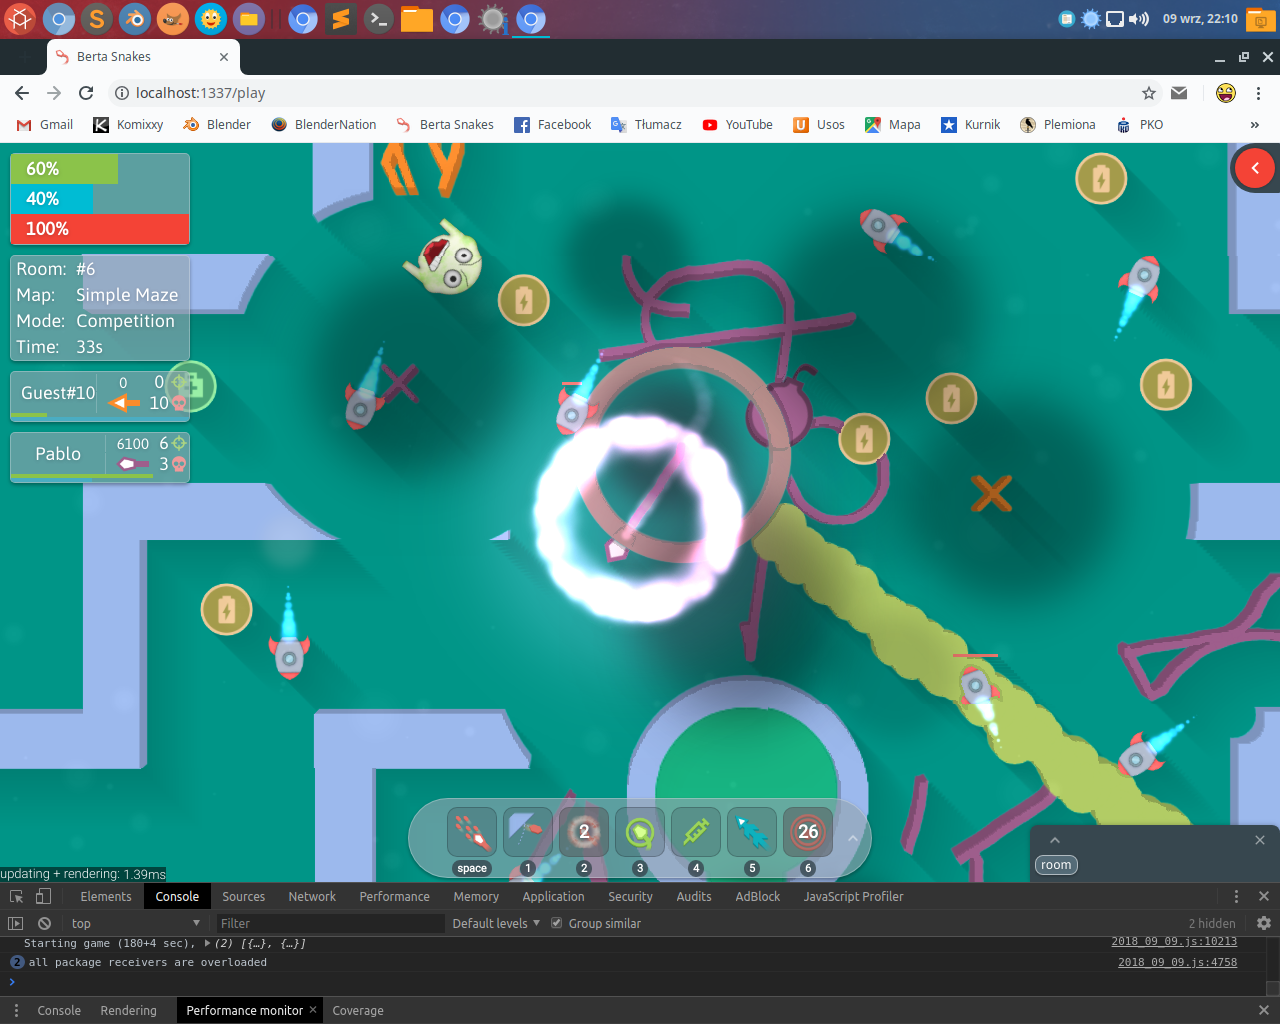 09 wrz, 22:10
Berta Snakes
localhost:1337/play
Gmail
Komixxy
Blender
BlenderNation
Berta Snakes
Facebook
Tłumacz
YouTube
Usos
Mapa
Kurnik
Plemiona
PKO
»
60%
40%
100%
Room: #6
Map: Simple Maze
Mode: Competition
Time: 33s
Guest#10 0 0
10
Pablo 6100 6
3
2
26
space 1 2 3 4 5 6
room
updating + rendering: 1.39ms
Elements Console Sources Network Performance Memory Application Security Audits AdBlock JavaScript Profiler
top Filter Default levels Group similar 2 hidden
Starting game (180+4 sec), (2) [{…}, {…}] 2018_09_09.js:10213
2 all package receivers are overloaded 2018_09_09.js:4758
Console Rendering Performance monitor Coverage